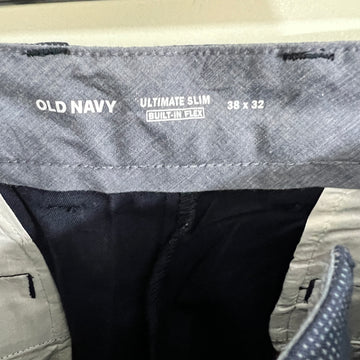 OLD NAVY
ULTIMATE SLIM
BUILT-IN FLEX
38 x 32